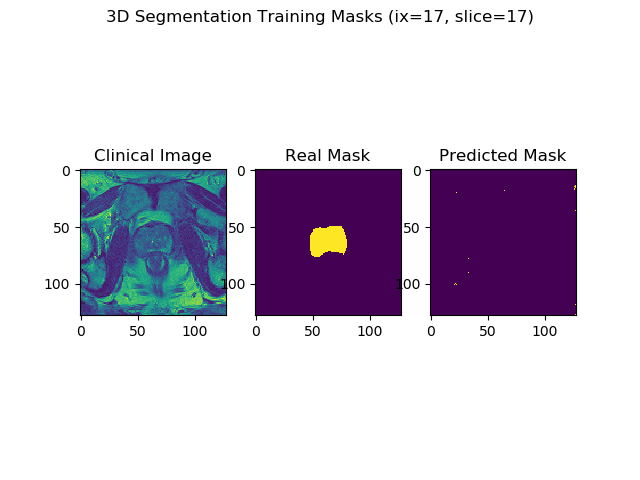 3D Segmentation Training Masks (ix=17, slice=17)
Clinical Image Real Mask Predicted Mask
0 0 0
50 50 50
100 100 100
0 50 100 0 50 100 0 50 100